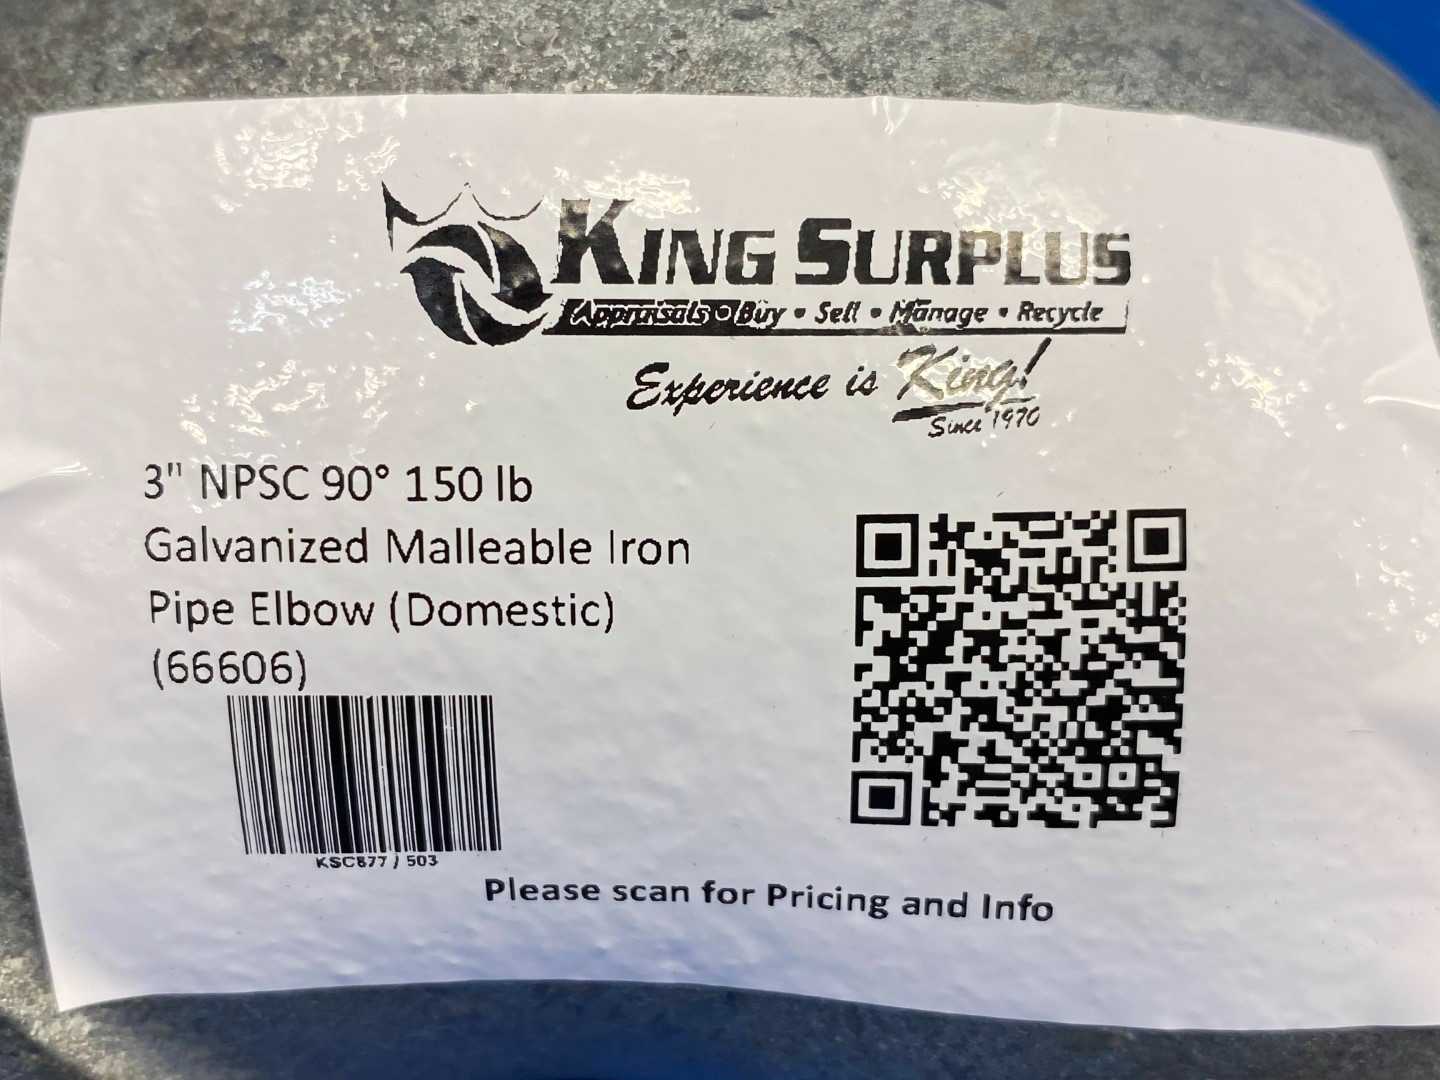 KING SURPLUS
Appraisals • Buy • Sell • Manage • Recycle
Experience is King!
Since 1970
3" NPSC 90° 150 lb
Galvanized Malleable Iron
Pipe Elbow (Domestic)
(66606)
KSC877 / 503
Please scan for Pricing and Info